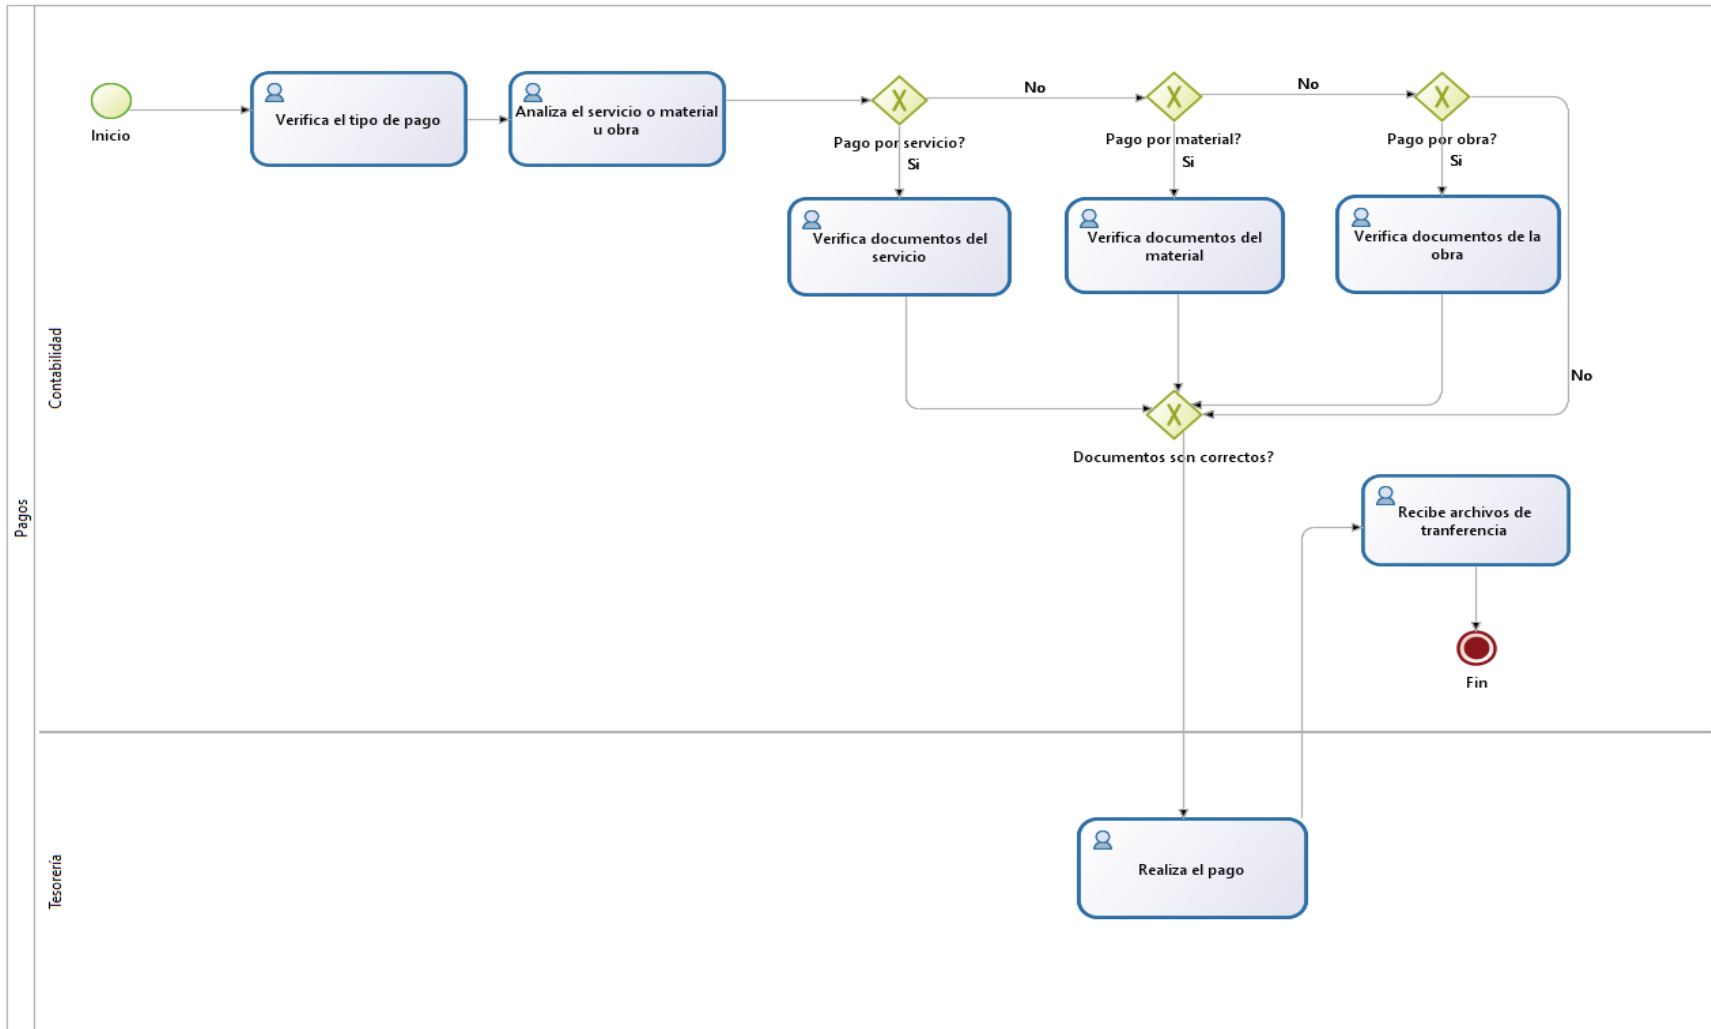 Pagos
Contabilidad
Inicio
Verifica el tipo de pago
Analiza el servicio o material
u obra
Pago por servicio?
No
Si
Pago por material?
No
Si
Pago por obra?
Si
No
Verifica documentos del
servicio
Verifica documentos del
material
Verifica documentos de la
obra
Documentos son correctos?
Recibe archivos de
tranferencia
Fin
Tesorería
Realiza el pago